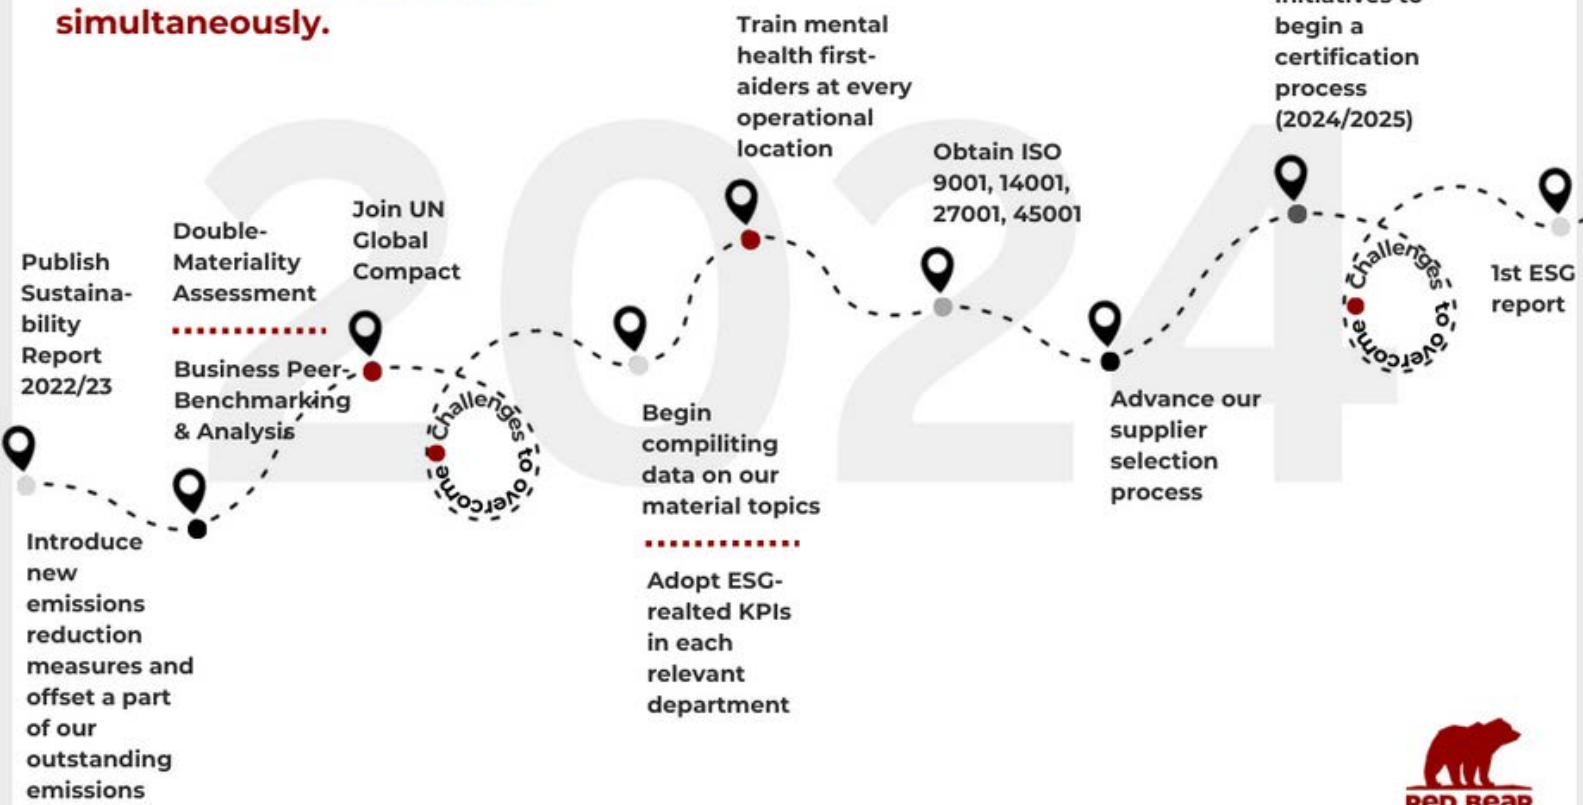 simultaneously.
Publish
Sustaina-
bility
Report
2022/23
Introduce
new
emissions
reduction
measures and
offset a part
of our
outstanding
emissions
Double-
Materiality
Assessment
Business Peer-
Benchmarking
& Analysis
Join UN
Global
Compact
Challenges to overcome
Begin
compiliting
data on our
material topics
Adopt ESG-
realted KPIs
in each
relevant
department
Train mental
health first-
aiders at every
operational
location
Obtain ISO
9001, 14001,
27001, 45001
Advance our
supplier
selection
process
initiatives to
begin a
certification
process
(2024/2025)
Challenges to overcome
1st ESG
report
2024
RED BEAR